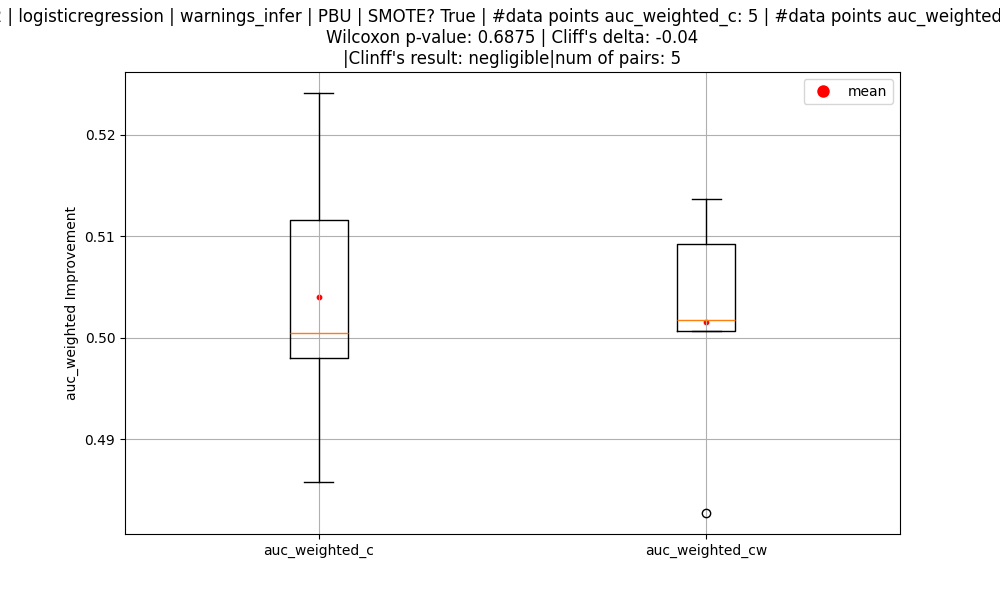 | logisticregression | warnings_infer | PBU | SMOTE? True | #data points auc_weighted_c: 5 | #data points auc_weighted
Wilcoxon p-value: 0.6875 | Cliff's delta: -0.04
|Clinff's result: negligible|num of pairs: 5
mean
0.52
0.51
0.50
0.49
auc_weighted Improvement
auc_weighted_c
auc_weighted_cw